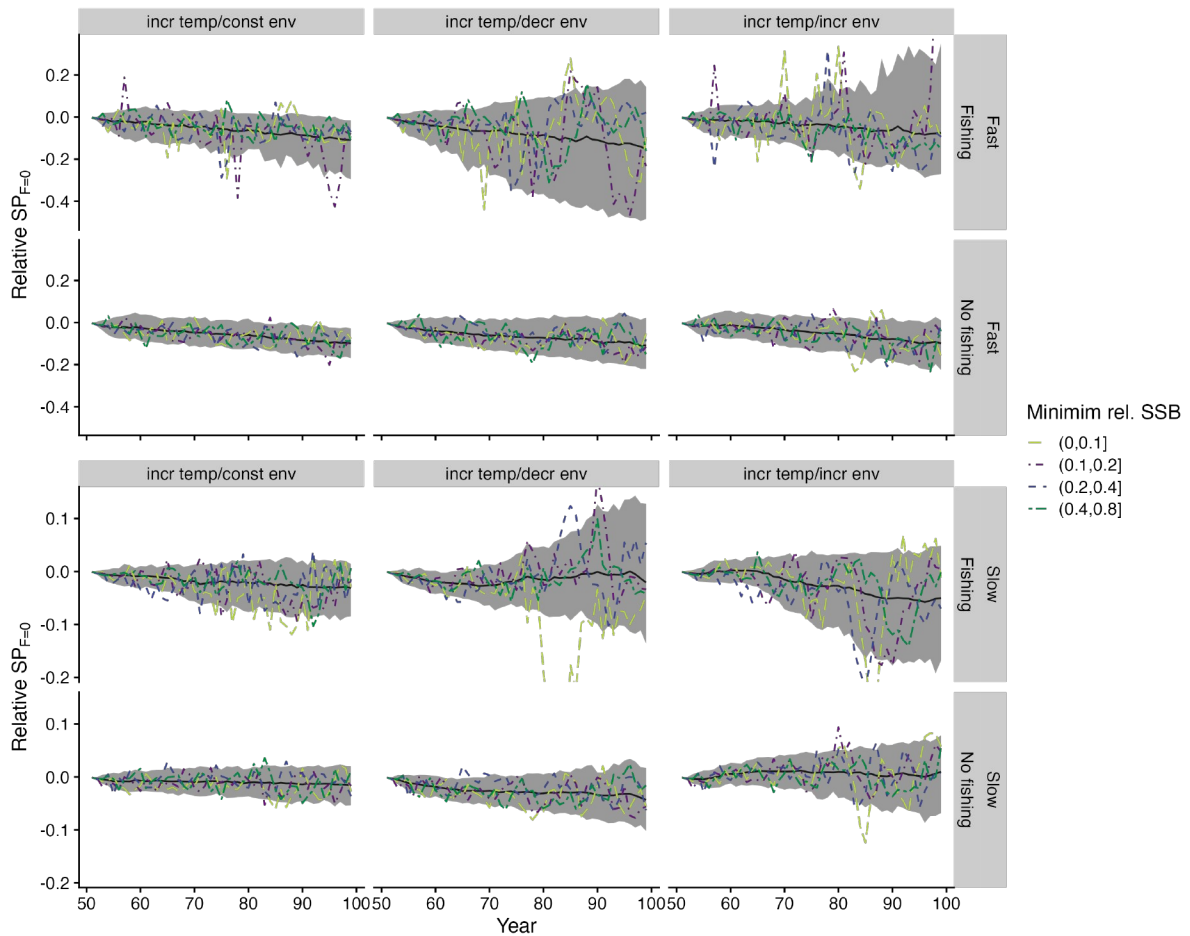 incr temp/const env
incr temp/decr env
incr temp/incr env
0.2
0.0
-0.2
-0.4
Fast
Fishing
0.2
0.0
-0.2
-0.4
Fast
No fishing
Relative SP_F=0
incr temp/const env
incr temp/decr env
incr temp/incr env
0.1
0.0
-0.1
-0.2
Slow
Fishing
0.1
0.0
-0.1
-0.2
Slow
No fishing
Relative SP_F=0
50 60 70 80 90 100
50 60 70 80 90 100
50 60 70 80 90 100
Year
Minimim rel. SSB
(0,0.1]
(0.1,0.2]
(0.2,0.4]
(0.4,0.8]